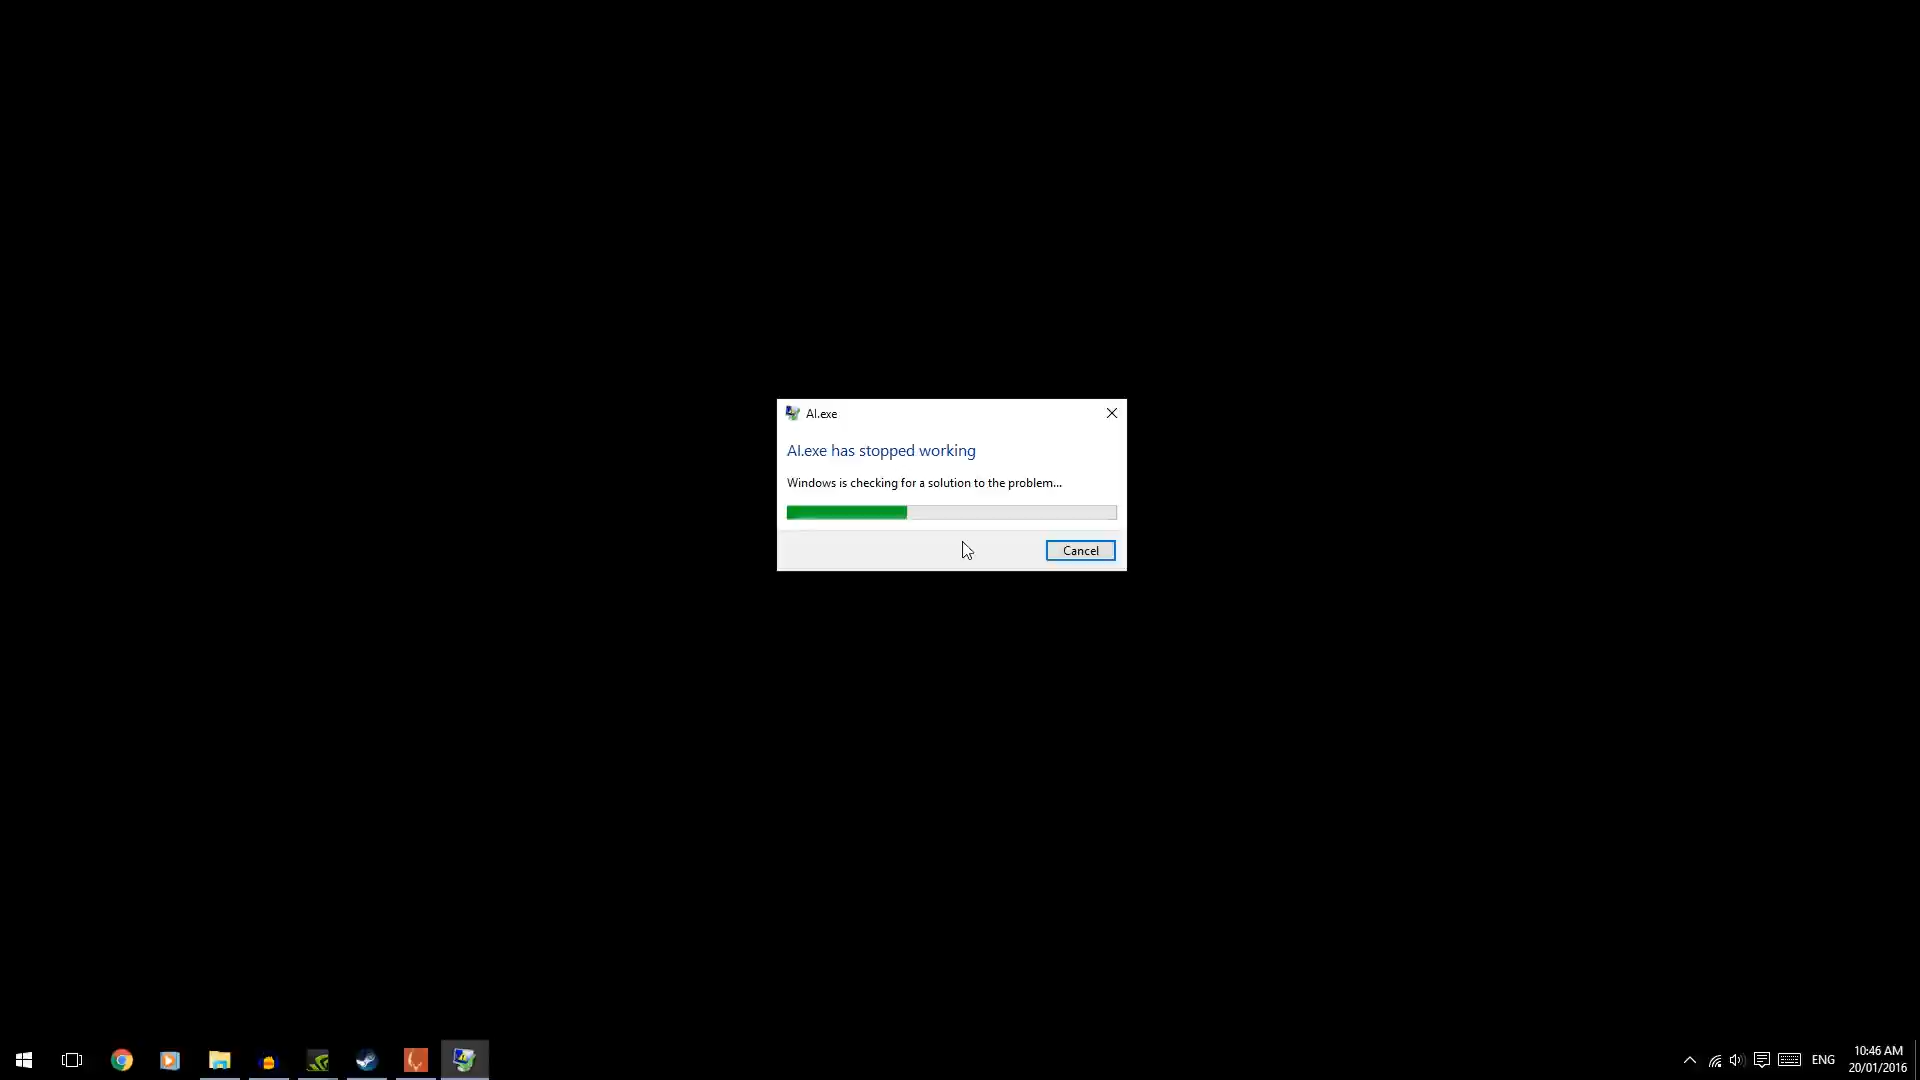 AI.exe
AI.exe has stopped working
Windows is checking for a solution to the problem...
Cancel
ENG
10:46 AM
20/01/2016